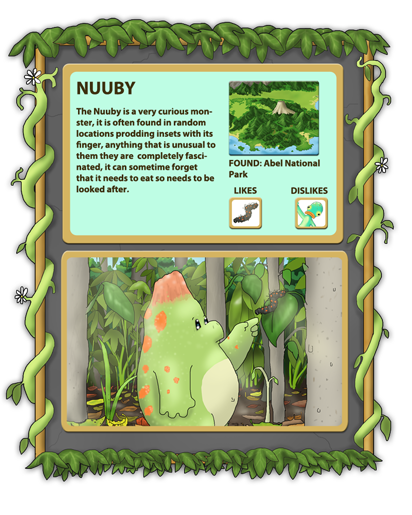 NUUBY
The Nuuby is a very curious mon-
ster, it is often found in random
locations prodding insets with its
finger, anything that is unusual to
them they are completely fasci-
nated, it can sometime forget
that it needs to eat so needs to be
looked after.
FOUND: Abel National
Park
LIKES DISLIKES